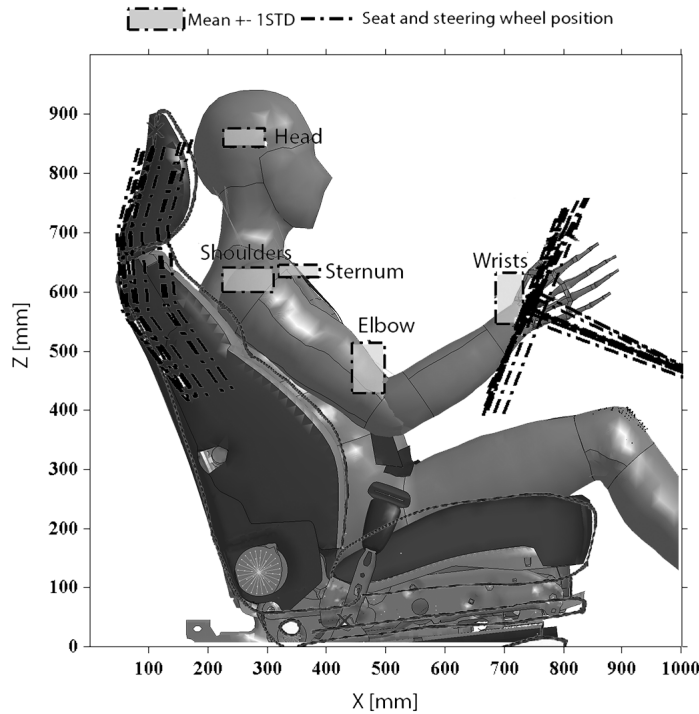 Mean +- 1STD Seat and steering wheel position
900
Head
800
700
Shoulders
Wrists
Sternum
600
Elbow
500
Z [mm]
400
300
200
100
0
100 200 300 400 500 600 700 800 900 1000
X [mm]